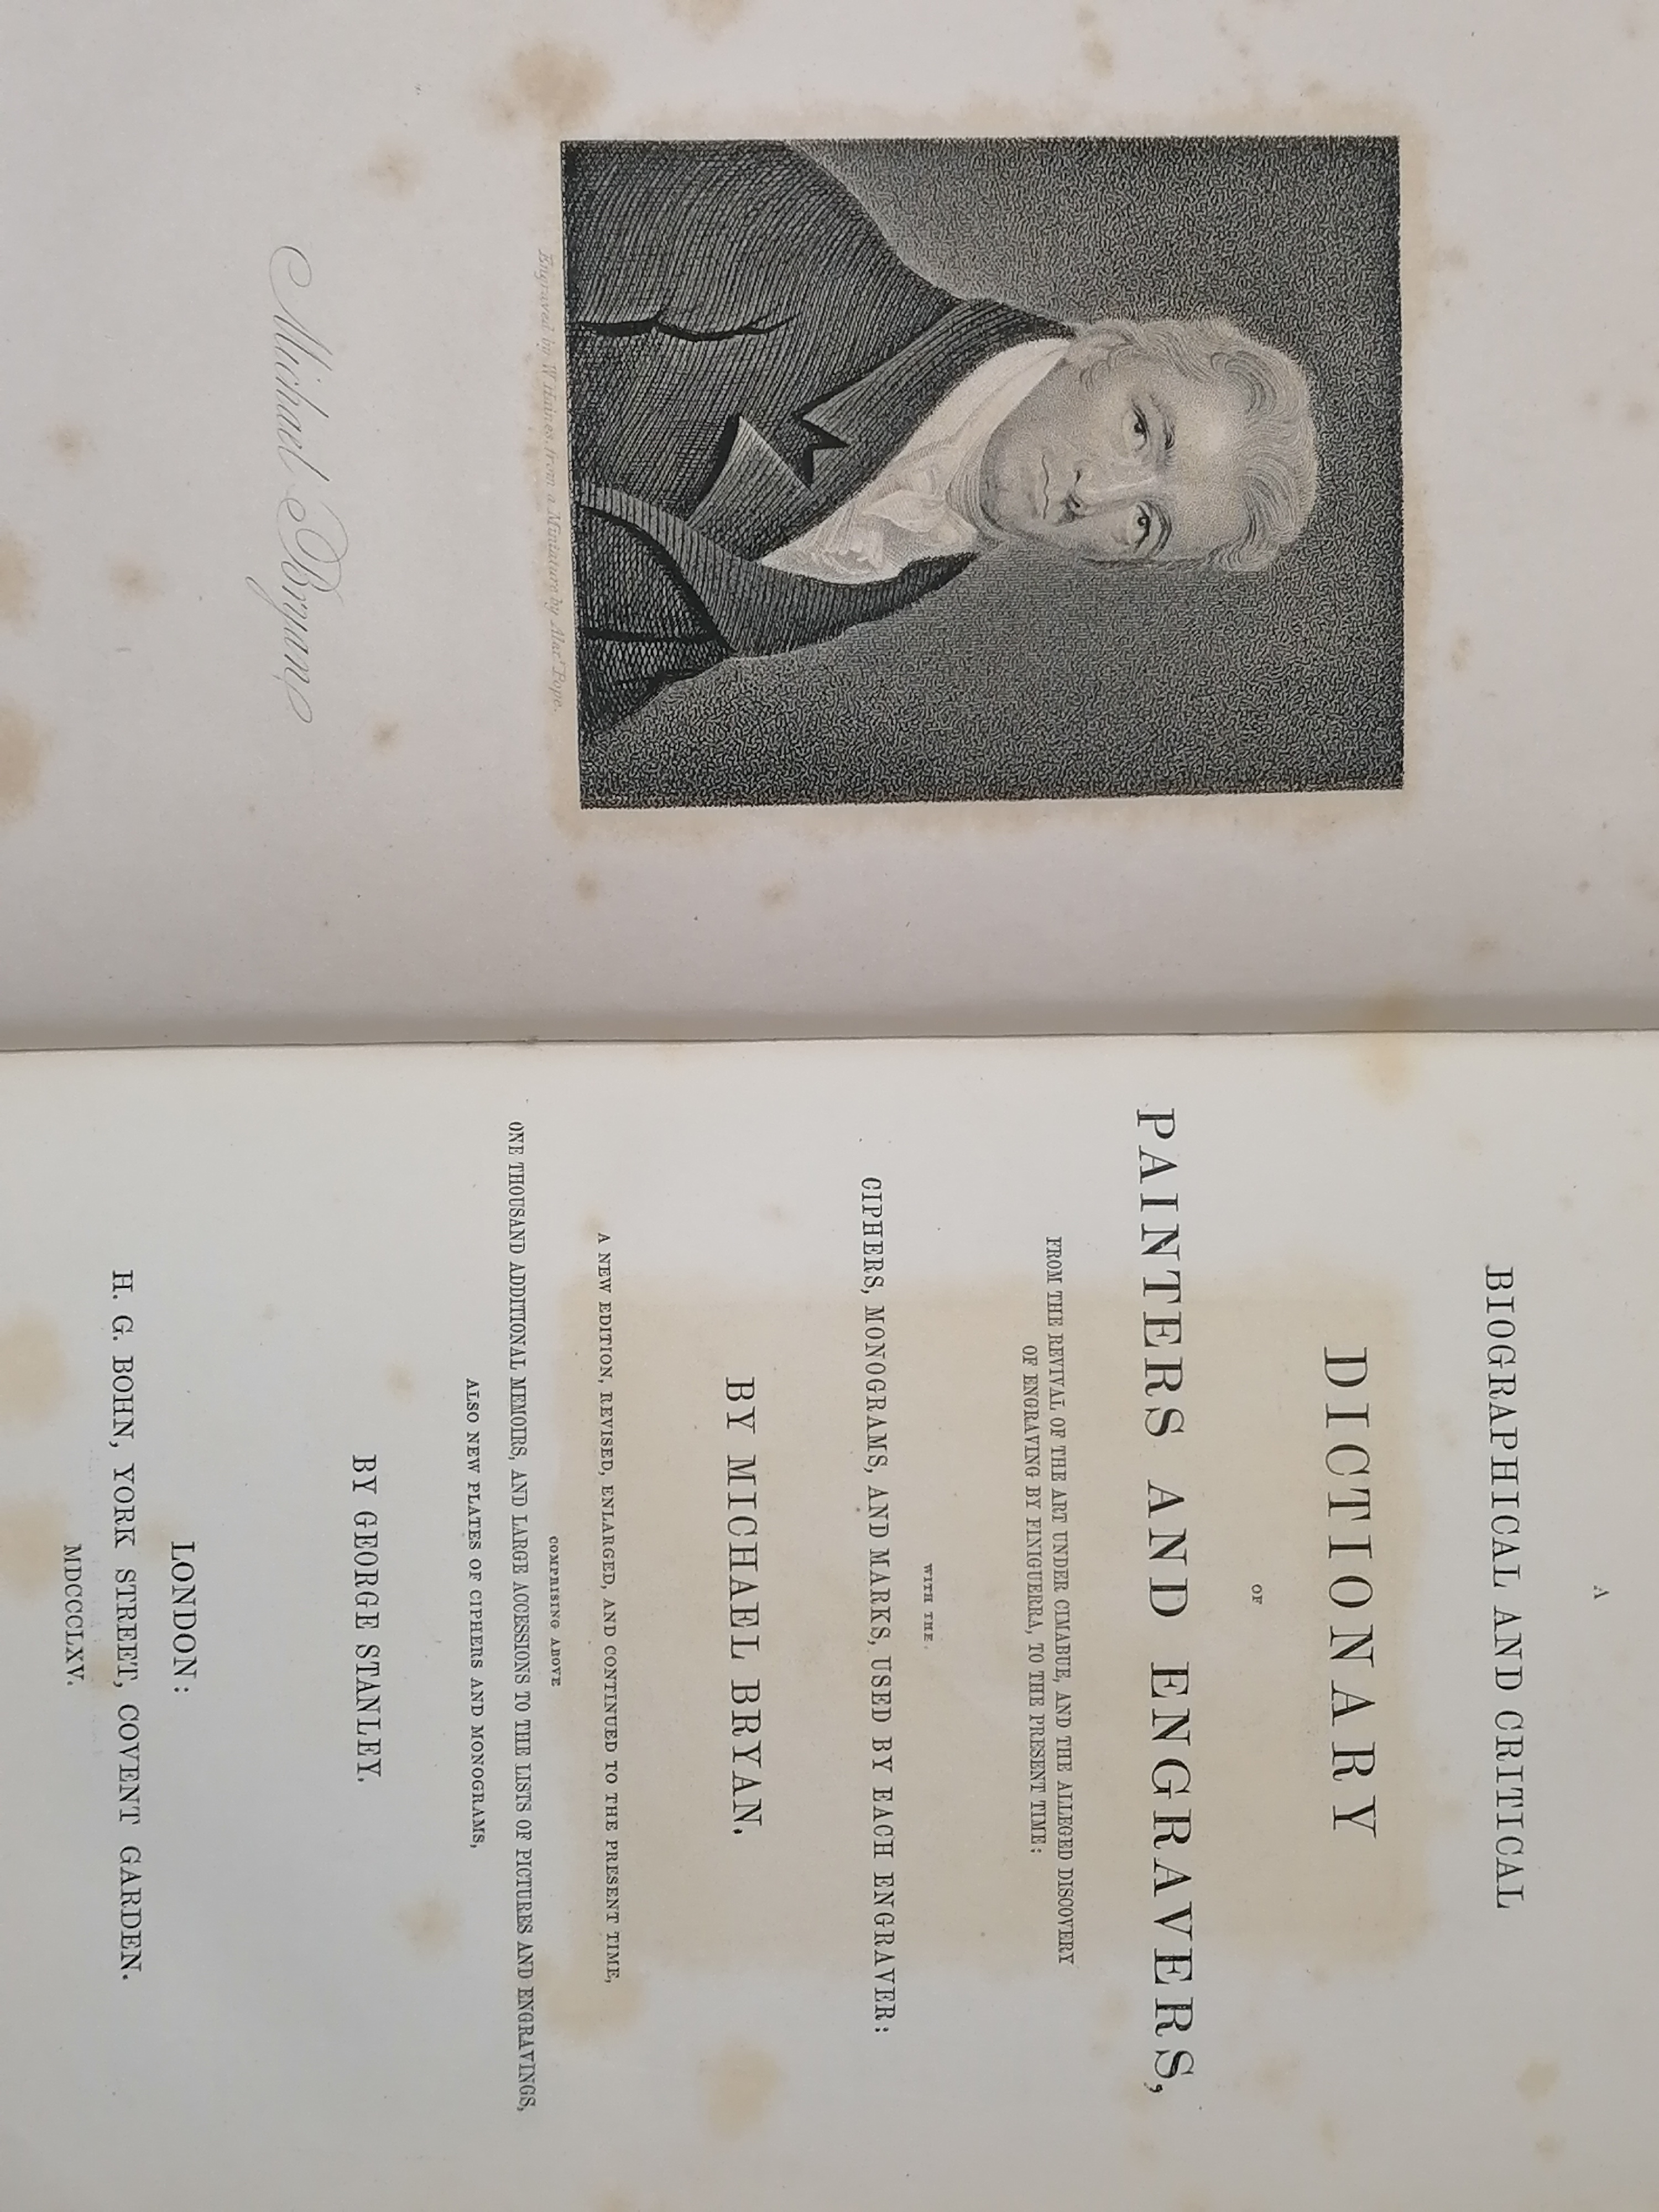 Engraved by W. Haines, from a Miniature by Alexr Pope.
Michael Bryan
A
BIOGRAPHICAL AND CRITICAL
DICTIONARY
OF
PAINTERS AND ENGRAVERS,
FROM THE REVIVAL OF THE ART UNDER CIMABUE, AND THE ALLEGED DISCOVERY
OF ENGRAVING BY FINIGUERRA, TO THE PRESENT TIME:
WITH THE
CIPHERS, MONOGRAMS, AND MARKS, USED BY EACH ENGRAVER:
BY MICHAEL BRYAN.
A NEW EDITION, REVISED, ENLARGED, AND CONTINUED TO THE PRESENT TIME,
COMPRISING ABOVE
ONE THOUSAND ADDITIONAL MEMOIRS, AND LARGE ACCESSIONS TO THE LISTS OF PICTURES AND ENGRAVINGS,
ALSO NEW PLATES OF CIPHERS AND MONOGRAMS,
BY GEORGE STANLEY.
LONDON:
H. G. BOHN, YORK STREET, COVENT GARDEN.
MDCCCLXV.